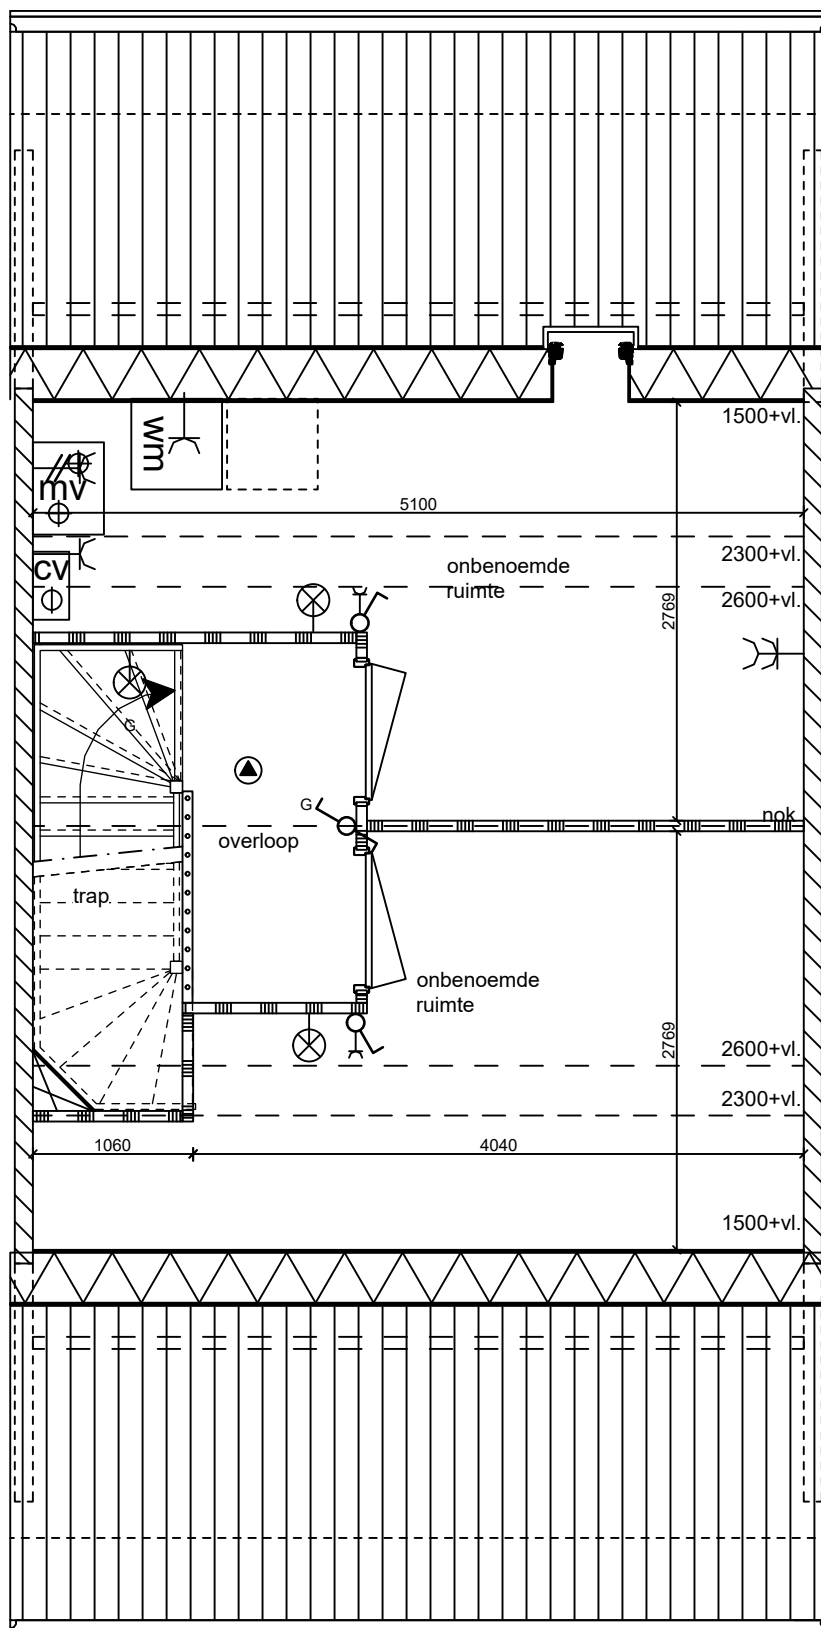 1500+vl.
wm
mv
5100
2300+vl.
cv
onbenoemde
ruimte
2600+vl.
2769
G
G
nok
overloop
trap
onbenoemde
ruimte
2769
2600+vl.
2300+vl.
1060
4040
1500+vl.